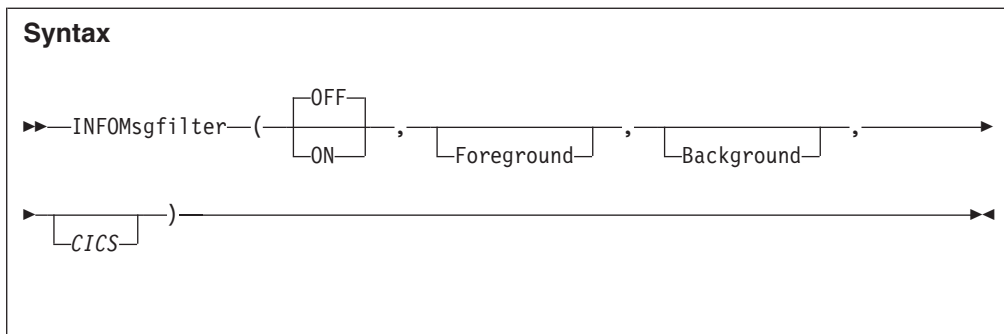 Syntax
OFF
INFOMsgfilter ( ON , Foreground , Background ,
CICS )